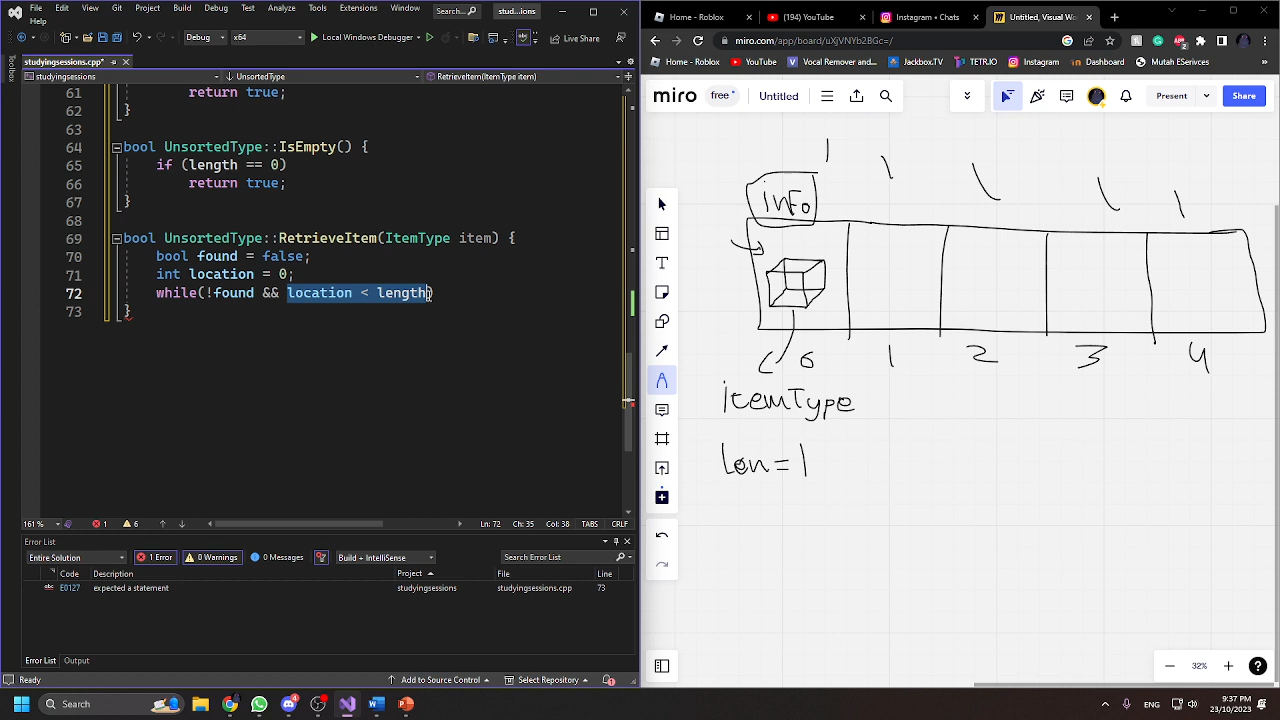 File Edit View Git Project Build Debug Test Analyze Tools Extensions Window Help Search stud...ions
Debug x64 Local Windows Debugger Live Share
Toolbox
studyingsessions.cpp*
studyingsessions UnsortedType RetrieveItem(ItemType item)
61 return true;
62 }
63
64 bool UnsortedType::IsEmpty() {
65 if (length == 0)
66 return true;
67 }
68
69 bool UnsortedType::RetrieveItem(ItemType item) {
70 bool found = false;
71 int location = 0;
72 while(!found && location < length)
73 }
161 % 1 6 Ln: 72 Ch: 35 Col: 38 TABS CRLF
Error List
Entire Solution 1 Error 0 Warnings 0 Messages Build + IntelliSense Search Error List
Code Description Project File Line
abc E0127 expected a statement studyingsessions studyingsessions.cpp 73
Error List Output
Ready Add to Source Control Select Repository
Home - Roblox (194) YouTube Instagram • Chats Untitled, Visual Wo
miro.com/app/board/uXjVNYb2BGc=/
Home - Roblox YouTube Vocal Remover and... Jackbox.TV TETR.IO Instagram Dashboard Mutual EServices
miro free Untitled Present Share
info
0 1 2 3 4
itemType
len = 1
32%
Search
ENG 9:37 PM
23/10/2023